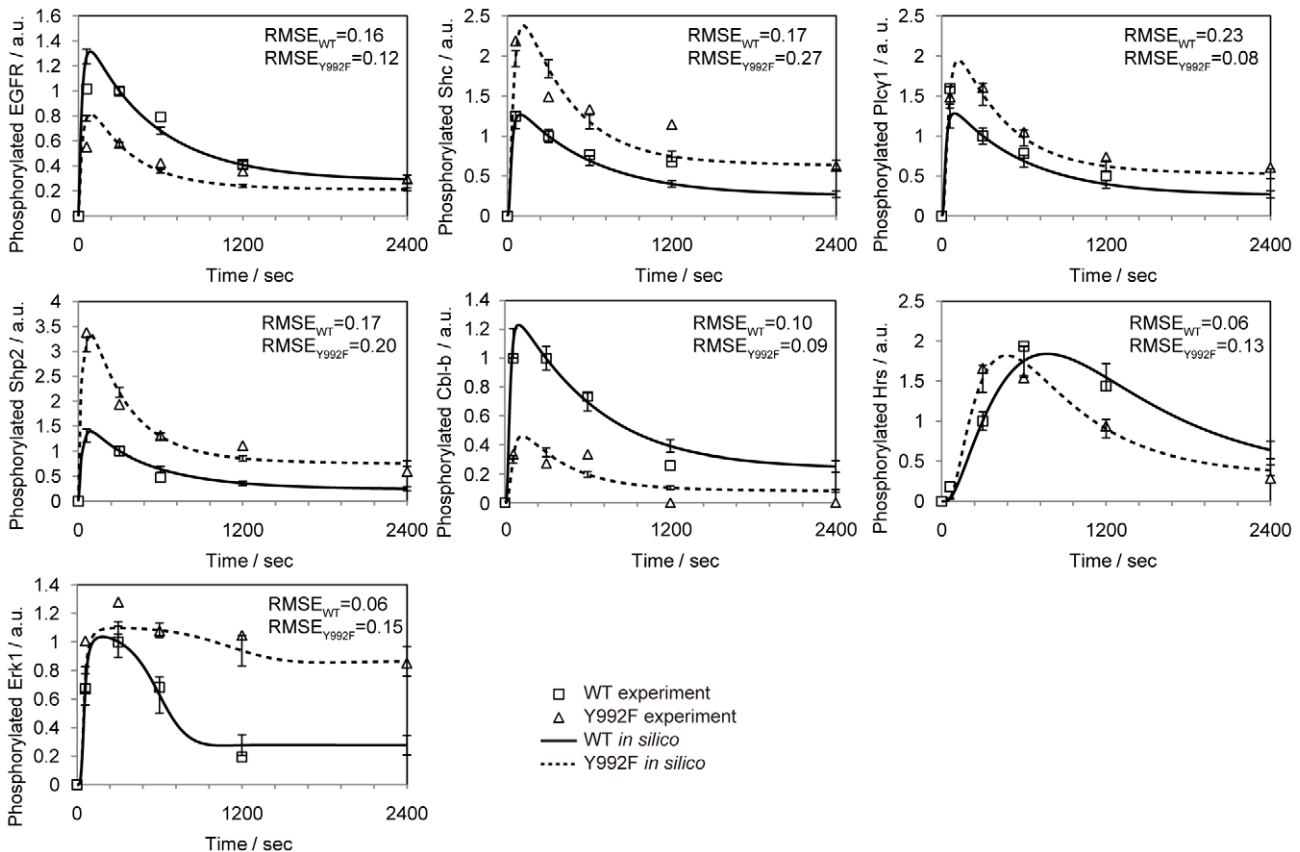 Phosphorylated EGFR / a.u.
1.6
1.4
1.2
1
0.8
0.6
0.4
0.2
0
RMSE_WT=0.16
RMSE_Y992F=0.12
0 1200 2400
Time / sec
Phosphorylated Shc / a.u.
2.5
2
1.5
1
0.5
0
RMSE_WT=0.17
RMSE_Y992F=0.27
0 1200 2400
Time / sec
Phosphorylated Plcγ1 / a. u.
2.5
2
1.5
1
0.5
0
RMSE_WT=0.23
RMSE_Y992F=0.08
0 1200 2400
Time / sec
Phosphorylated Shp2 / a.u.
4
3.5
3
2.5
2
1.5
1
0.5
0
RMSE_WT=0.17
RMSE_Y992F=0.20
0 1200 2400
Time / sec
Phosphorylated Cbl-b / a.u.
1.4
1.2
1
0.8
0.6
0.4
0.2
0
RMSE_WT=0.10
RMSE_Y992F=0.09
0 1200 2400
Time / sec
Phosphorylated Hrs / a.u.
2.5
2
1.5
1
0.5
0
RMSE_WT=0.06
RMSE_Y992F=0.13
0 1200 2400
Time / sec
Phosphorylated Erk1 / a.u.
1.4
1.2
1
0.8
0.6
0.4
0.2
0
RMSE_WT=0.06
RMSE_Y992F=0.15
0 1200 2400
Time / sec
WT experiment
Y992F experiment
WT in silico
Y992F in silico